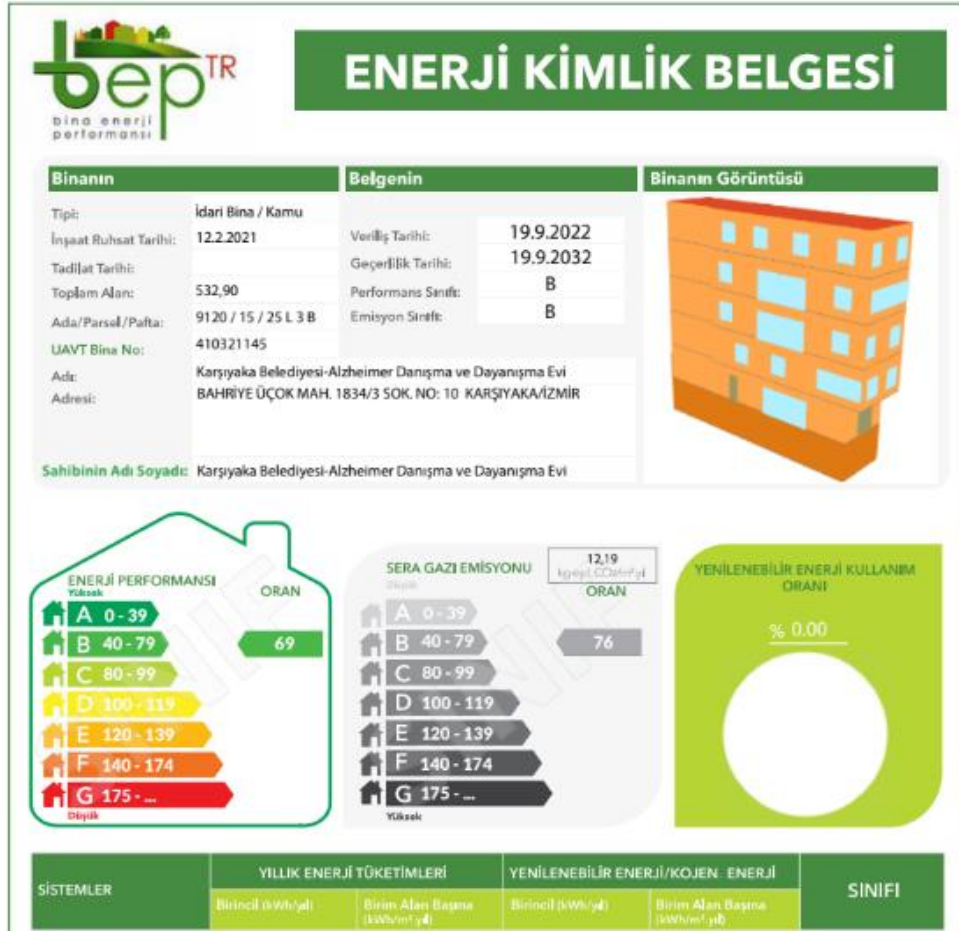 bep TR
bina enerji
performansı
ENERJİ KİMLİK BELGESİ
Binanın
Tipi: İdari Bina / Kamu
İnşaat Ruhsat Tarihi: 12.2.2021
Tadilat Tarihi:
Toplam Alan: 532,90
Ada/Parsel/Pafta: 9120 / 15 / 25 L 3 B
UAVT Bina No: 410321145
Adı: Karşıyaka Belediyesi-Alzheimer Danışma ve Dayanışma Evi
Adresi: BAHRİYE ÜÇOK MAH. 1834/3 SOK. NO: 10 KARŞIYAKA/İZMİR
Sahibinin Adı Soyadı: Karşıyaka Belediyesi-Alzheimer Danışma ve Dayanışma Evi
Belgenin
Veriliş Tarihi: 19.9.2022
Geçerlilik Tarihi: 19.9.2032
Performans Sınıfı: B
Emisyon Sınıfı: B
Binanın Görüntüsü
ENERJİ PERFORMANSI
Yüksek
ORAN
A 0 - 39
B 40 - 79 69
C 80 - 99
D 100 - 119
E 120 - 139
F 140 - 174
G 175 - ...
Düşük
SERA GAZI EMİSYONU
Düşük
12,19
ORAN
A 0 - 39
B 40 - 79 76
C 80 - 99
D 100 - 119
E 120 - 139
F 140 - 174
G 175 - ...
Yüksek
YENİLENEBİLİR ENERJİ KULLANIM
ORANI
% 0.00
SİSTEMLER
YILLIK ENERJİ TÜKETİMLERİ
Birincil (kWh/yıl)
Birim Alan Başına
(kWh/m² yıl)
YENİLENEBİLİR ENERJİ/KOJEN ENERJİ
Birincil (kWh/yıl)
Birim Alan Başına
(kWh/m² yıl)
SINIFI